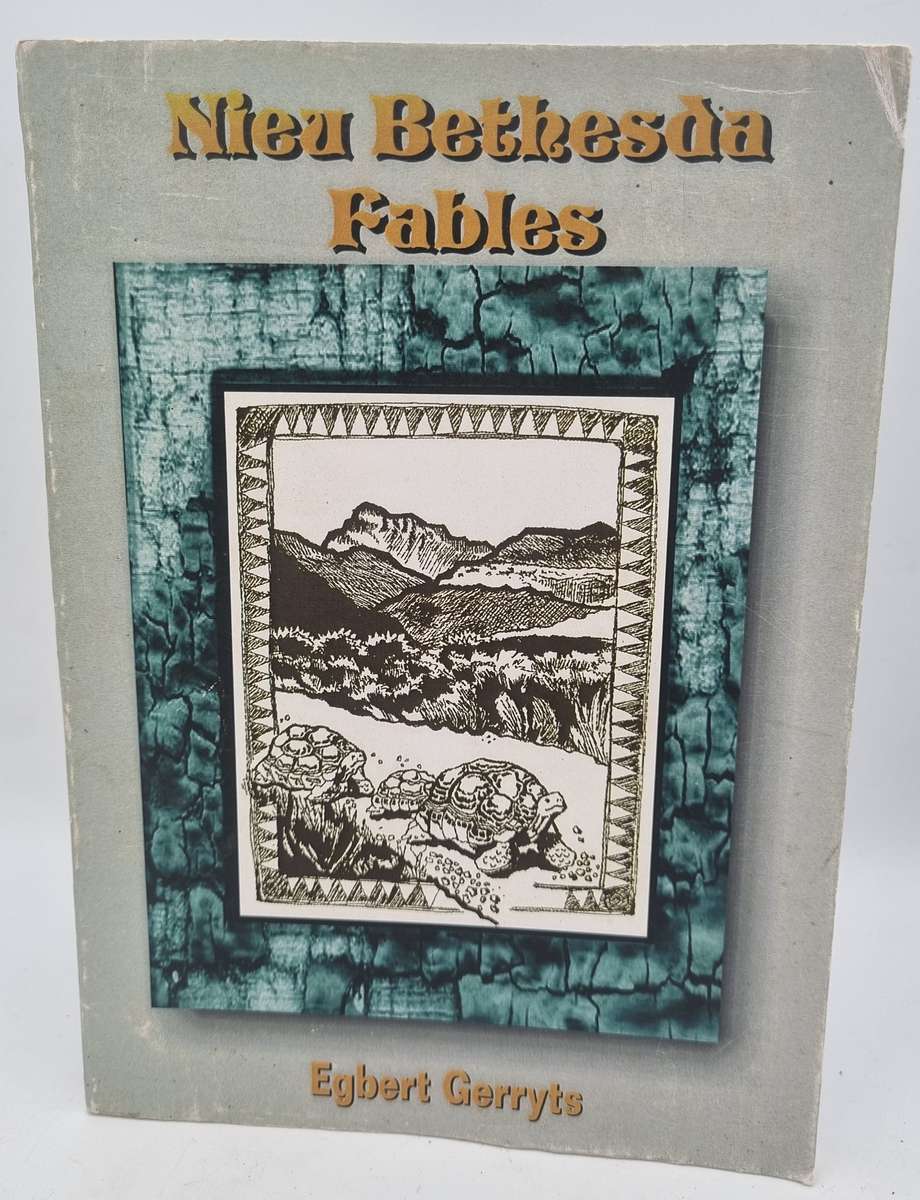 Nieu Bethesda
Fables
Egbert Gerryts